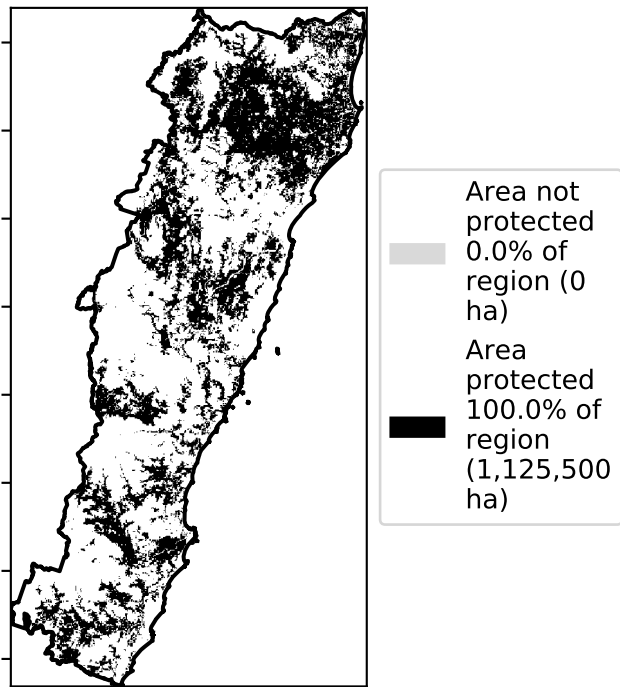 Area not
protected
0.0% of
region (0
ha)
Area
protected
100.0% of
region
(1,125,500
ha)